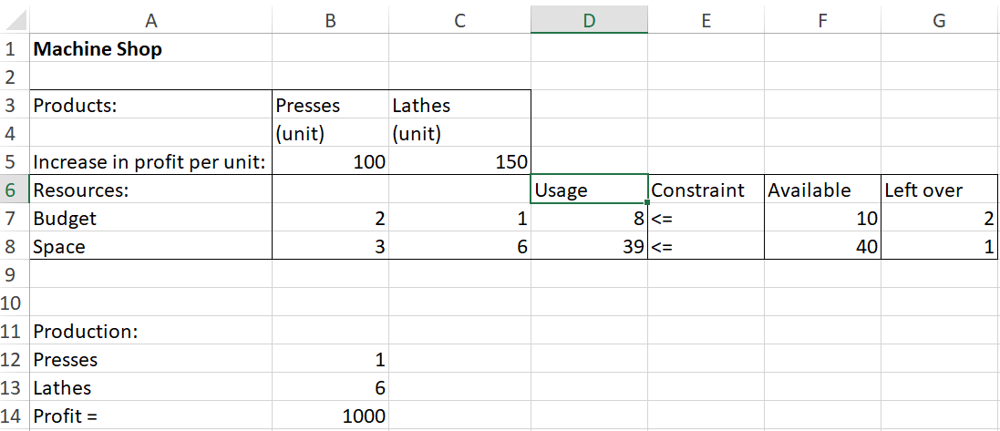 A B C D E F G
1 Machine Shop
2
3 Products: Presses Lathes
4 (unit) (unit)
5 Increase in profit per unit: 100 150
6 Resources: Usage Constraint Available Left over
7 Budget 2 1 8 <= 10 2
8 Space 3 6 39 <= 40 1
9
10
11 Production:
12 Presses 1
13 Lathes 6
14 Profit = 1000